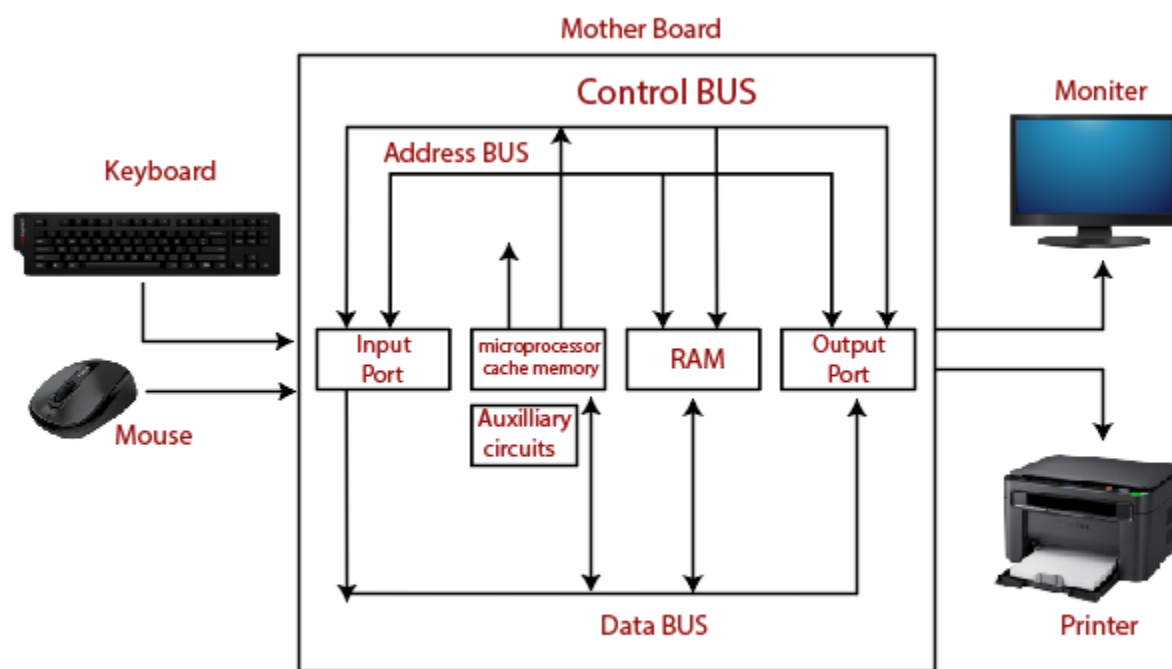 Mother Board
Control BUS
Moniter
Address BUS
Keyboard
Input
Port
microprocessor
cache memory
RAM
Output
Port
Auxilliary
circuits
Mouse
Data BUS
Printer